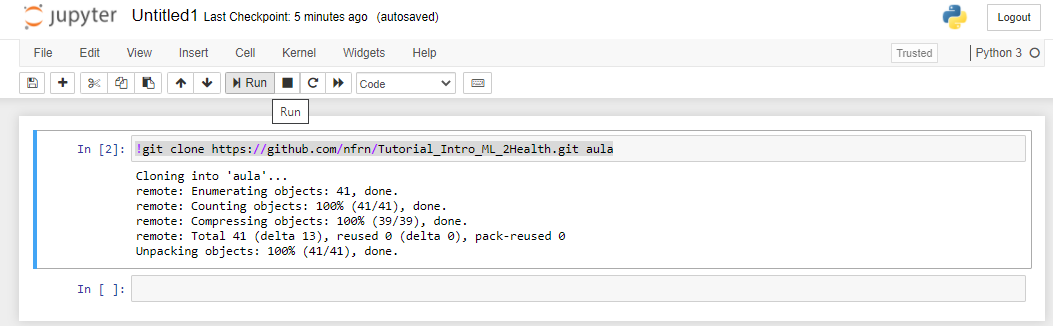 jupyter Untitled1 Last Checkpoint: 5 minutes ago (autosaved)
Logout
File Edit View Insert Cell Kernel Widgets Help
Trusted Python 3
Run Code
Run
In [2]: !git clone https://github.com/nfrn/Tutorial_Intro_ML_2Health.git aula
Cloning into 'aula'...
remote: Enumerating objects: 41, done.
remote: Counting objects: 100% (41/41), done.
remote: Compressing objects: 100% (39/39), done.
remote: Total 41 (delta 13), reused 0 (delta 0), pack-reused 0
Unpacking objects: 100% (41/41), done.
In [ ]: